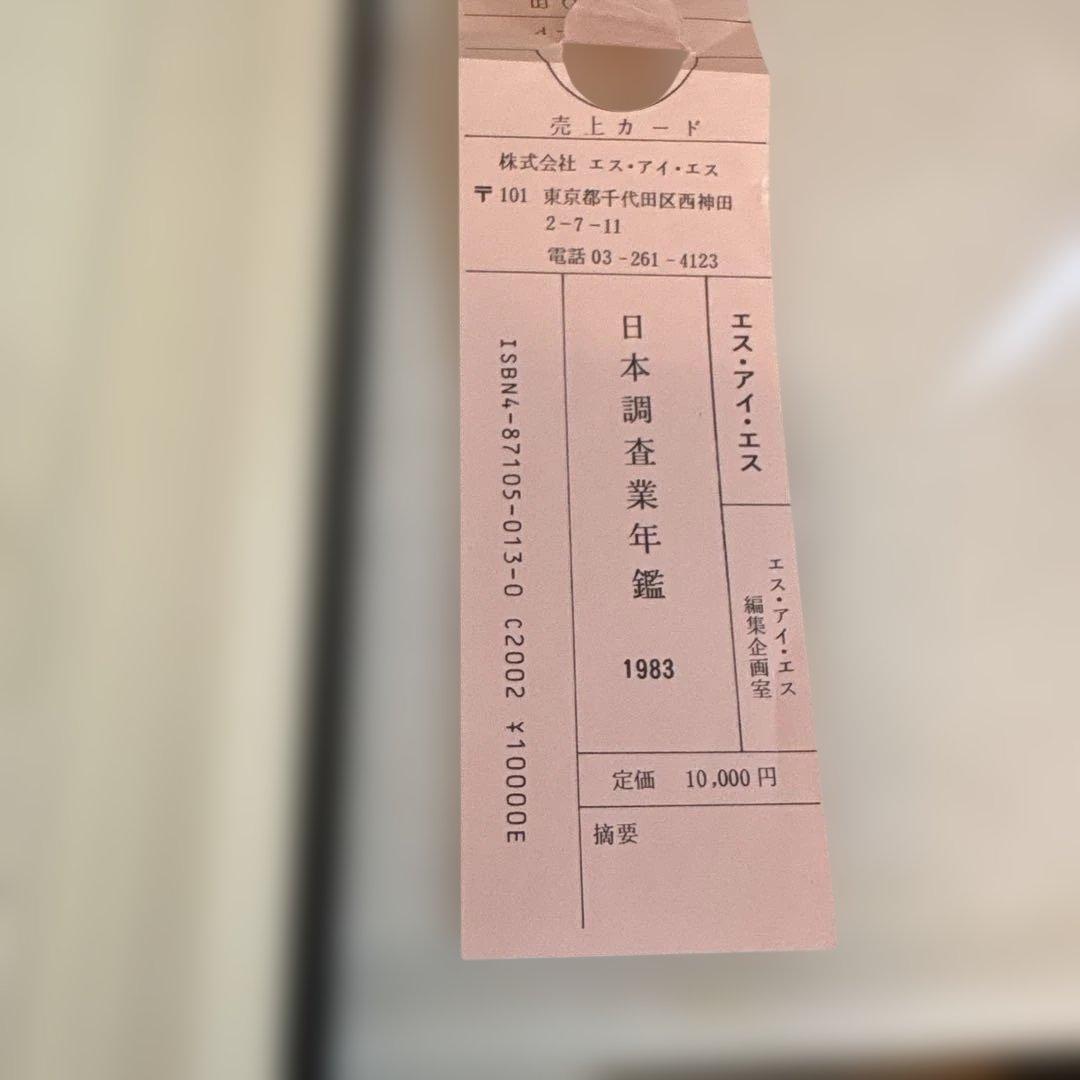 売上カード
株式会社 エス・アイ・エス
〒101 東京都千代田区西神田
2-7-11
電話 03-261-4123
エス・アイ・エス
エス・アイ・エス
編集企画室
日本調査業年鑑
1983
ISBN4-87105-013-0 C2002 ¥10000E
定価 10,000円
摘要